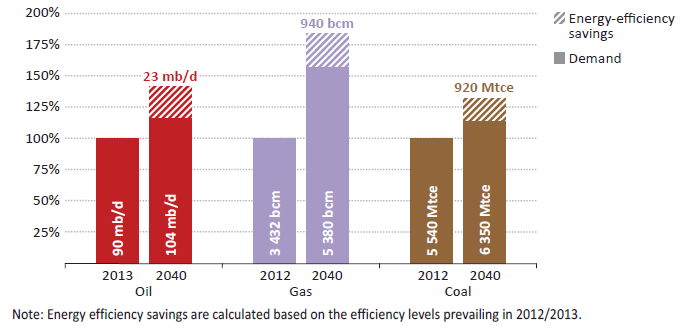 200%
175%
150%
125%
100%
75%
50%
25%
23 mb/d
940 bcm
920 Mtce
Energy-efficiency
savings
Demand
90 mb/d
104 mb/d
3 432 bcm
5 380 bcm
5 540 Mtce
6 350 Mtce
2013 2040 2012 2040 2012 2040
Oil Gas Coal
Note: Energy efficiency savings are calculated based on the efficiency levels prevailing in 2012/2013.